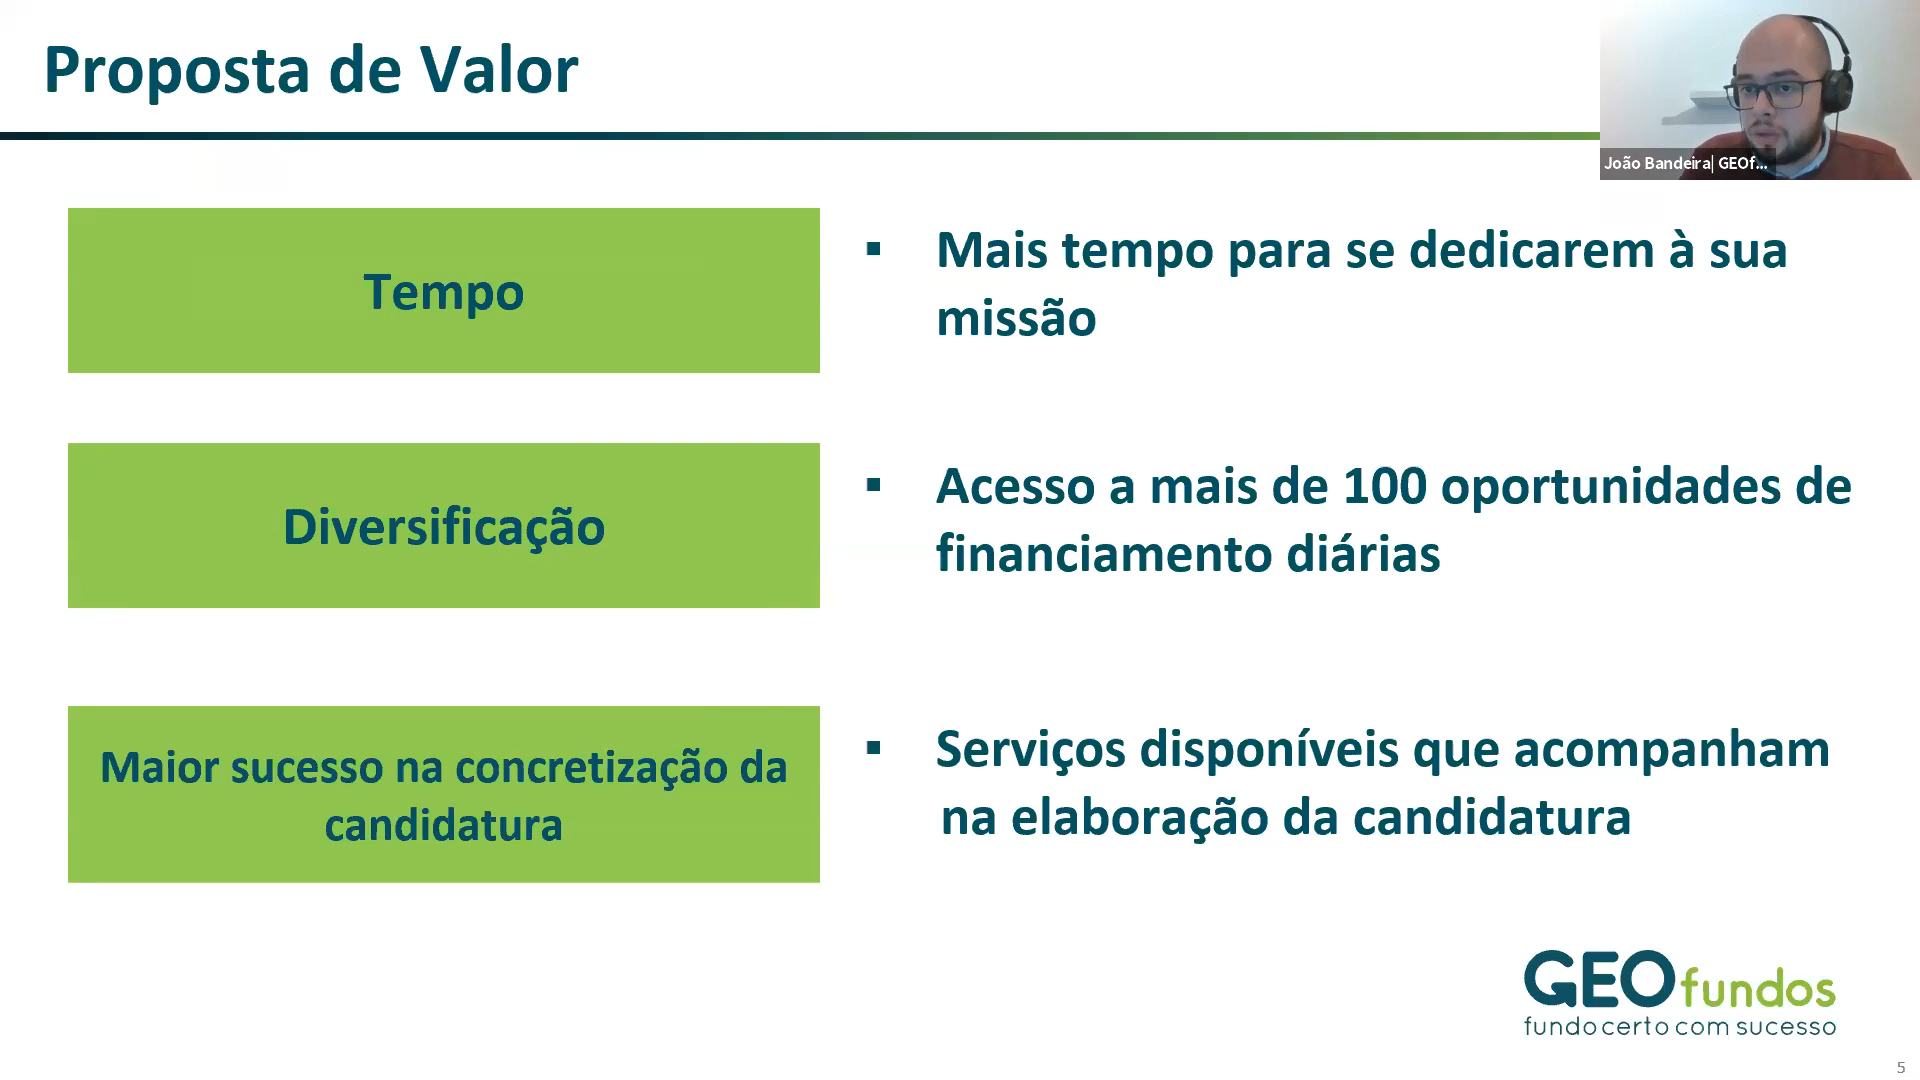 Proposta de Valor
João Bandeira| GEOf...
Tempo
▪ Mais tempo para se dedicarem à sua
missão
Diversificação
▪ Acesso a mais de 100 oportunidades de
financiamento diárias
Maior sucesso na concretização da
candidatura
▪ Serviços disponíveis que acompanham
na elaboração da candidatura
GEOfundos
fundo certo com sucesso
5